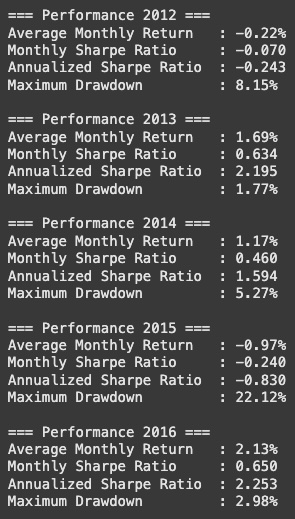 === Performance 2012 ===
Average Monthly Return   : -0.22%
Monthly Sharpe Ratio     : -0.070
Annualized Sharpe Ratio  : -0.243
Maximum Drawdown         : 8.15%
=== Performance 2013 ===
Average Monthly Return   : 1.69%
Monthly Sharpe Ratio     : 0.634
Annualized Sharpe Ratio  : 2.195
Maximum Drawdown         : 1.77%
=== Performance 2014 ===
Average Monthly Return   : 1.17%
Monthly Sharpe Ratio     : 0.460
Annualized Sharpe Ratio  : 1.594
Maximum Drawdown         : 5.27%
=== Performance 2015 ===
Average Monthly Return   : -0.97%
Monthly Sharpe Ratio     : -0.240
Annualized Sharpe Ratio  : -0.830
Maximum Drawdown         : 22.12%
=== Performance 2016 ===
Average Monthly Return   : 2.13%
Monthly Sharpe Ratio     : 0.650
Annualized Sharpe Ratio  : 2.253
Maximum Drawdown         : 2.98%